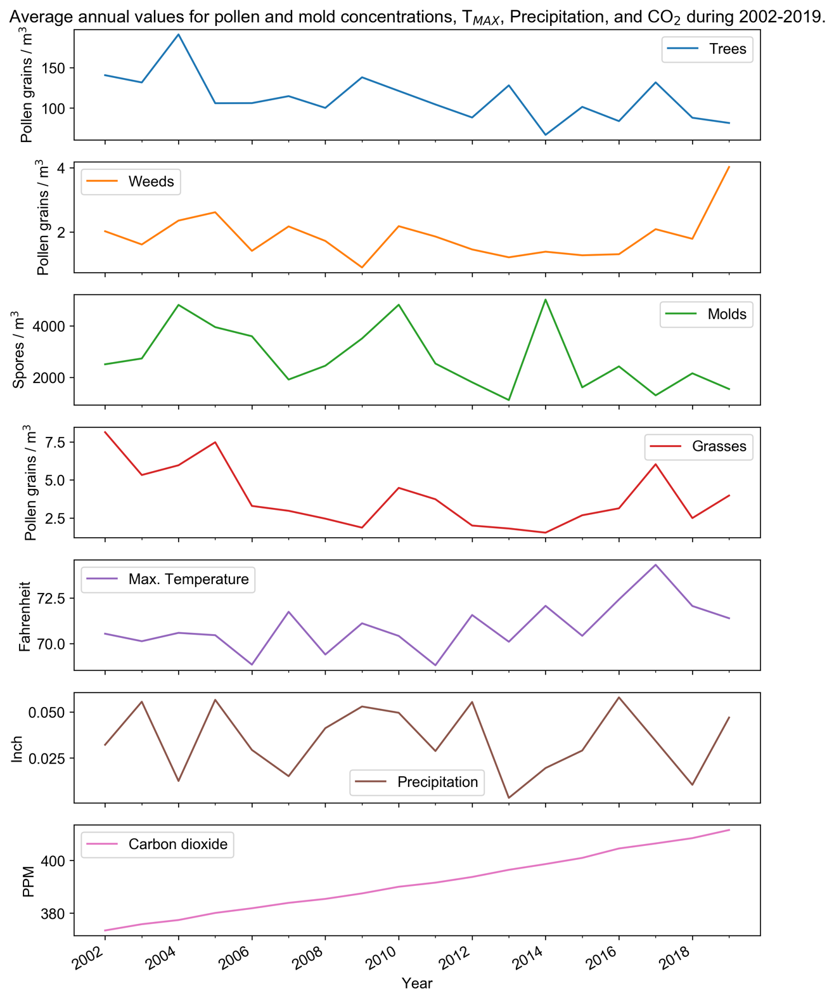 Average annual values for pollen and mold concentrations, T_MAX, Precipitation, and CO₂ during 2002-2019.
Pollen grains / m³
150
100
Trees
Pollen grains / m³
4
2
Weeds
Spores / m³
4000
2000
Molds
Pollen grains / m³
7.5
5.0
2.5
Grasses
Fahrenheit
72.5
70.0
Max. Temperature
Inch
0.050
0.025
Precipitation
PPM
400
380
Carbon dioxide
2002 2004 2006 2008 2010 2012 2014 2016 2018
Year